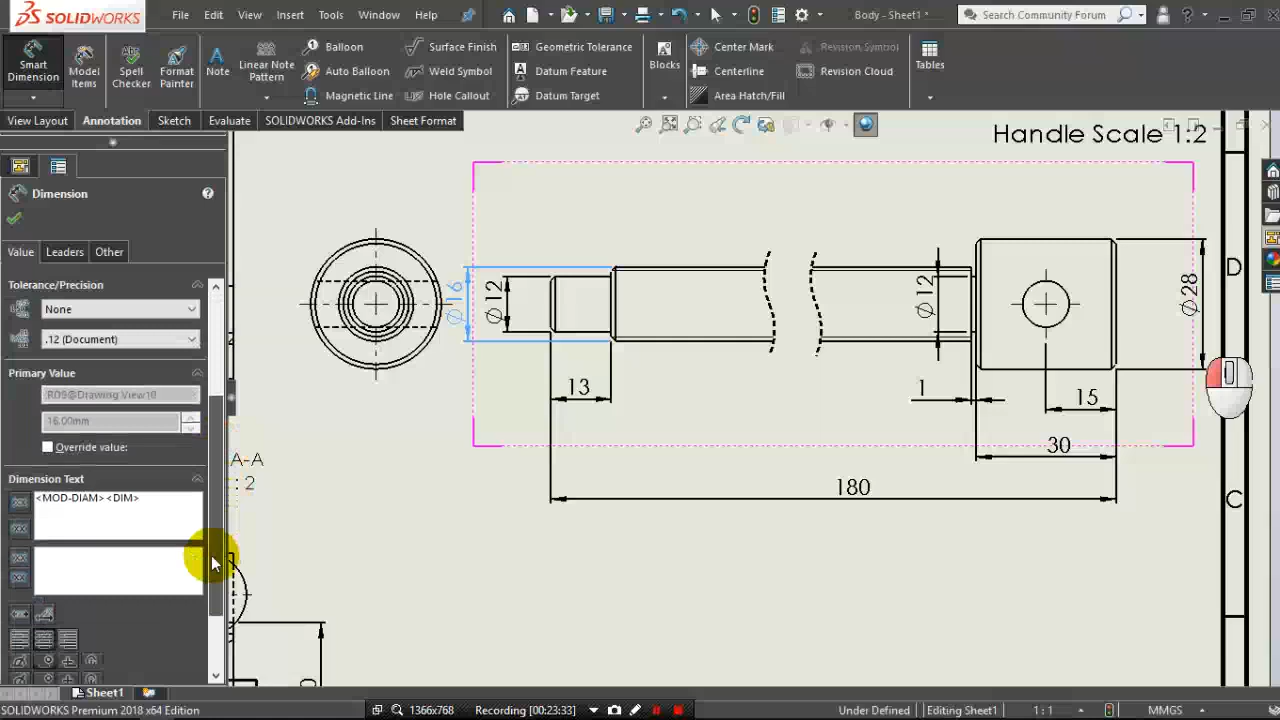 SOLIDWORKS File Edit View Insert Tools Window Help Body - Sheet1 * Search Community Forum ?
Smart Dimension
Model Items
Spell Checker
Format Painter
Note
Linear Note Pattern
Balloon
Auto Balloon
Magnetic Line
Surface Finish
Weld Symbol
Hole Callout
Geometric Tolerance
Datum Feature
Datum Target
Blocks
Center Mark
Centerline
Area Hatch/Fill
Revision Symbol
Revision Cloud
Tables
View Layout Annotation Sketch Evaluate SOLIDWORKS Add-Ins Sheet Format
Handle Scale 1:2
Dimension
Value Leaders Other
Tolerance/Precision
None
.12 (Document)
Primary Value
RD9@Drawing View10
16.00mm
Override value:
Dimension Text
<MOD-DIAM><DIM>
A-A
: 2
∅16
∅12
∅12
∅28
D
13
1
15
30
180
C
0
Sheet1
SOLIDWORKS Premium 2018 x64 Edition 1366x768 Recording [00:23:33] Under Defined Editing Sheet1 1 : 1 MMGS